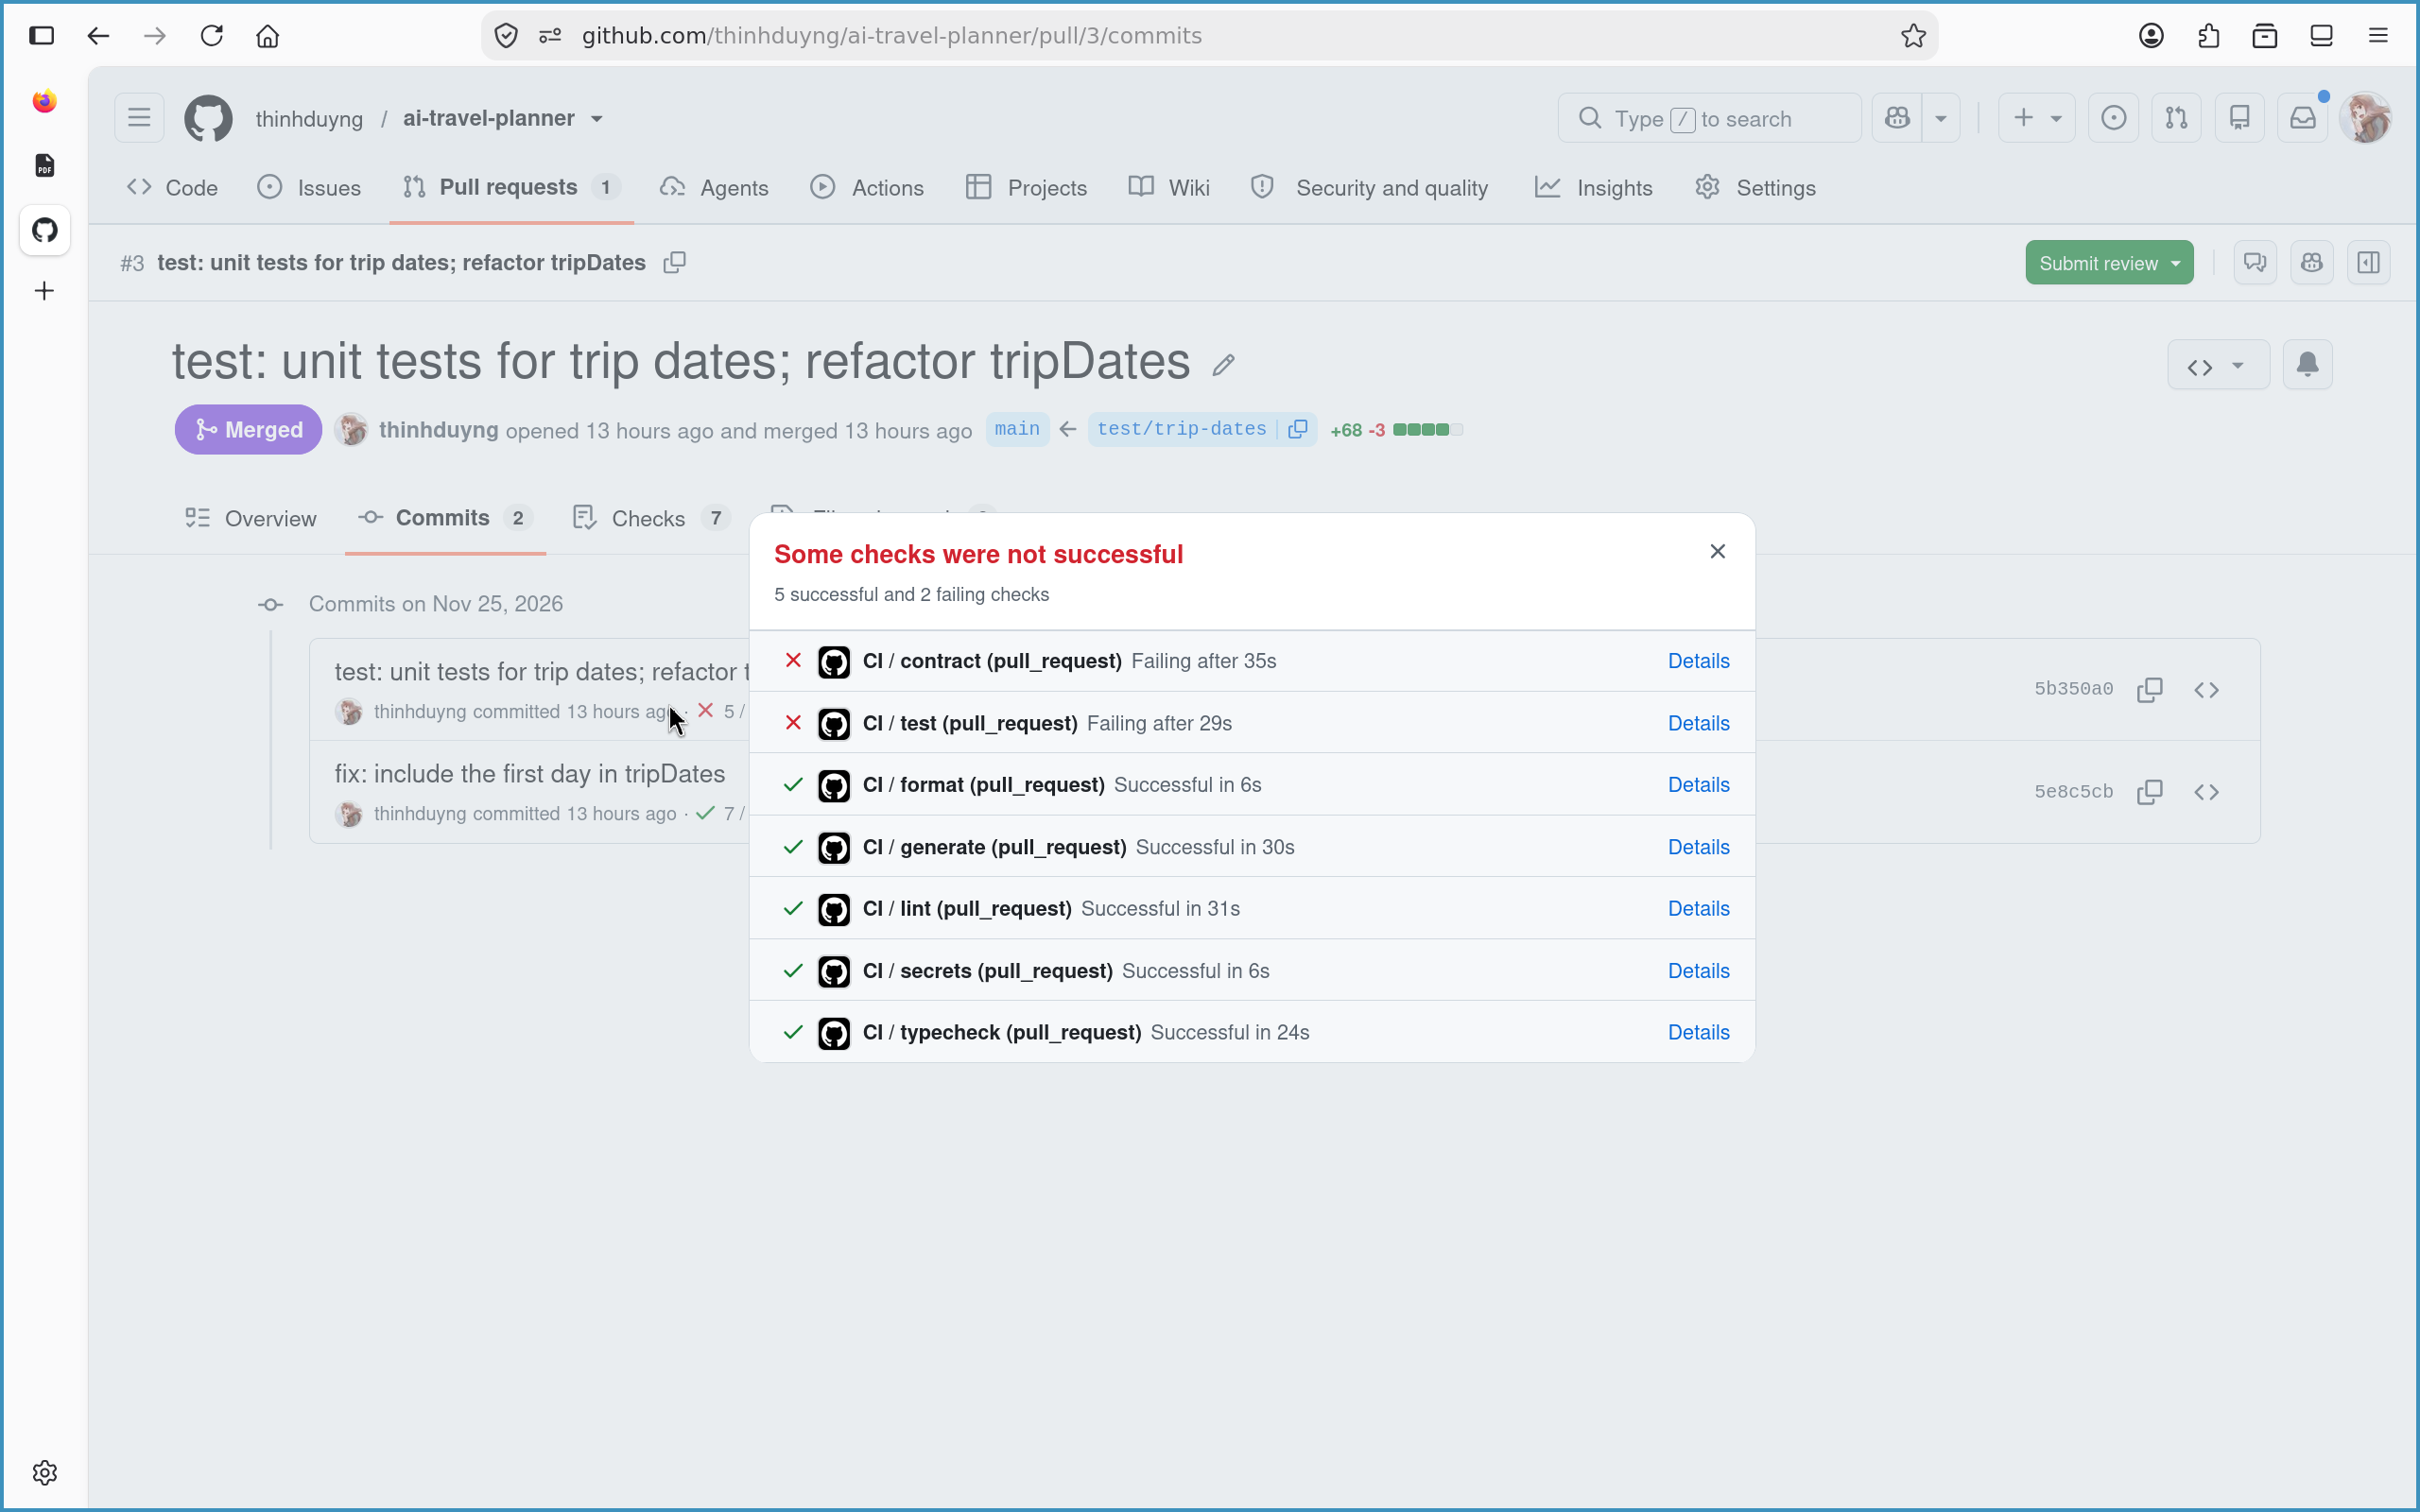 github.com/thinhduyng/ai-travel-planner/pull/3/commits
thinhduyng / ai-travel-planner
Type / to search
Code
Issues
Pull requests 1
Agents
Actions
Projects
Wiki
Security and quality
Insights
Settings
#3 test: unit tests for trip dates; refactor tripDates
Submit review
test: unit tests for trip dates; refactor tripDates
Merged
thinhduyng opened 13 hours ago and merged 13 hours ago main test/trip-dates +68 -3
Overview
Commits 2
Checks 7
Some checks were not successful
5 successful and 2 failing checks
CI / contract (pull_request) Failing after 35s Details
CI / test (pull_request) Failing after 29s Details
CI / format (pull_request) Successful in 6s Details
CI / generate (pull_request) Successful in 30s Details
CI / lint (pull_request) Successful in 31s Details
CI / secrets (pull_request) Successful in 6s Details
CI / typecheck (pull_request) Successful in 24s Details
Commits on Nov 25, 2026
test: unit tests for trip dates; refactor t
thinhduyng committed 13 hours ago · 5 /
5b350a0
fix: include the first day in tripDates
thinhduyng committed 13 hours ago · 7 /
5e8c5cb
PDF